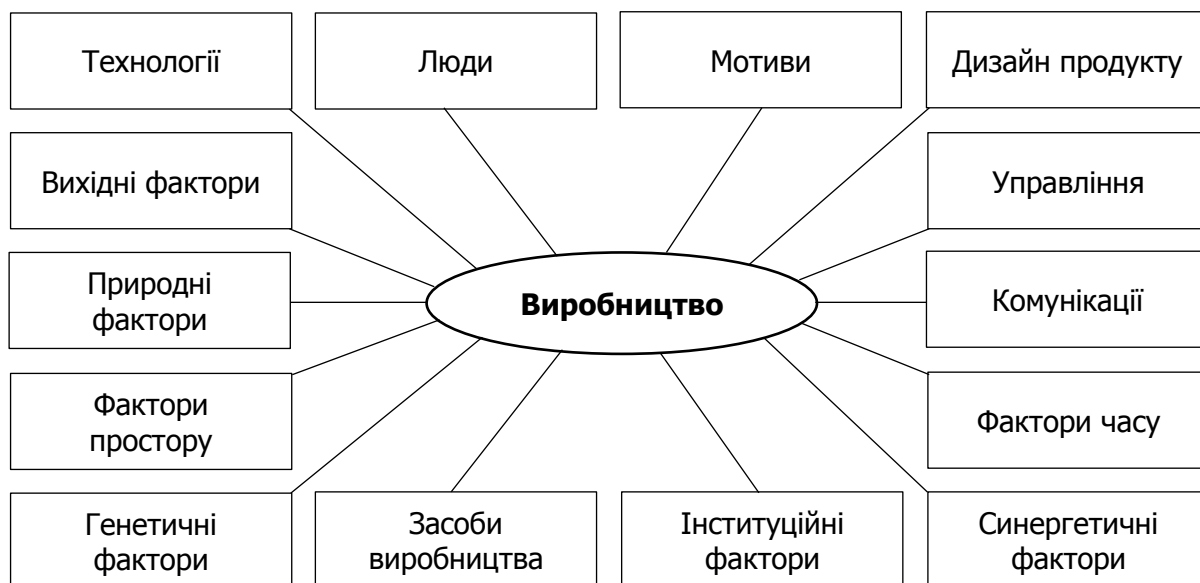 Технології
Люди
Мотиви
Дизайн продукту
Вихідні фактори
Управління
Природні
фактори
Виробництво
Комунікації
Фактори
простору
Фактори часу
Генетичні
фактори
Засоби
виробництва
Інституційні
фактори
Синергетичні
фактори